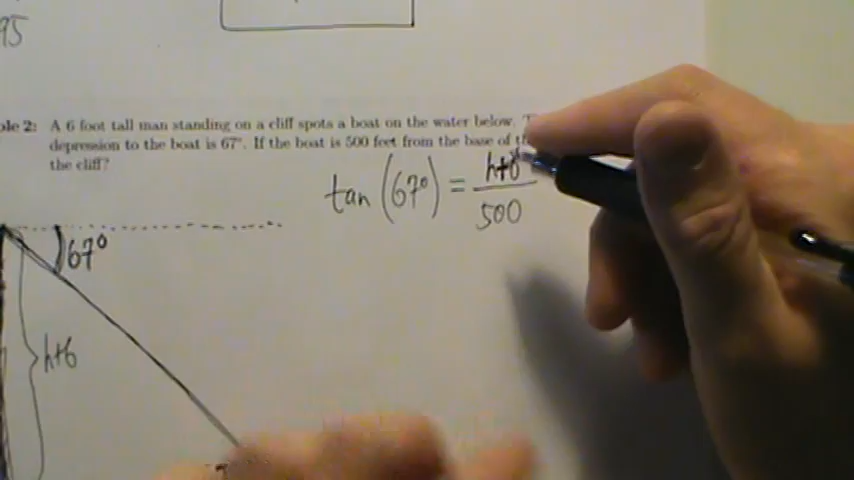 95
ple 2: A 6 foot tall man standing on a cliff spots a boat on the water below.
depression to the boat is 67°. If the boat is 500 feet from the base of
the cliff?
tan (67°) = h+6
500
67°
h+6